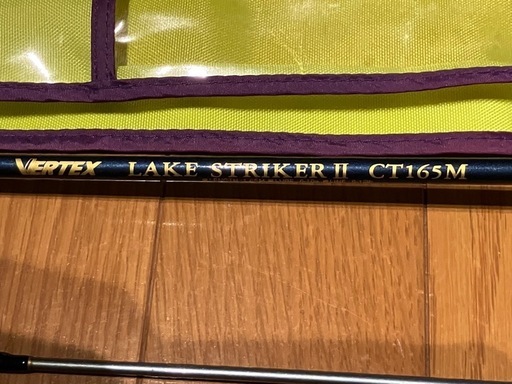 VERTEX LAKE STRIKER II CT165M